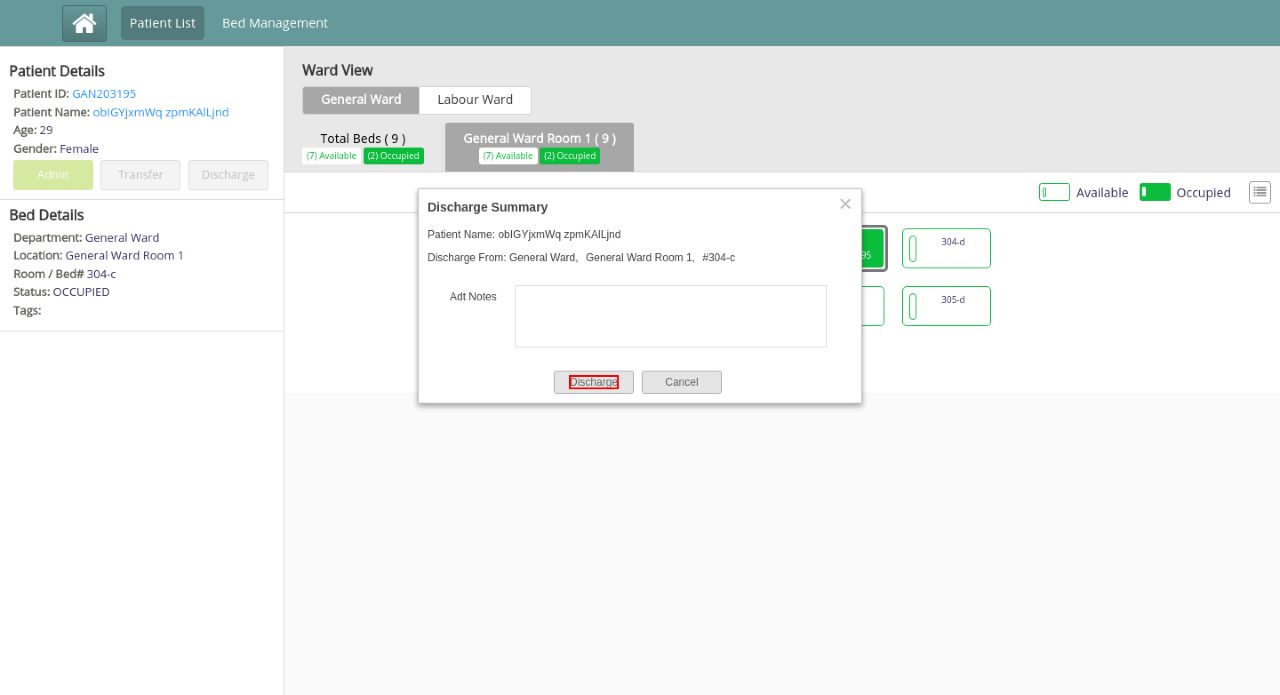 Patient List
Bed Management
Patient Details
Patient ID: GAN203195
Patient Name: obIGYjxmWq zpmKAlLjnd
Age: 29
Gender: Female
Admit
Transfer
Discharge
Bed Details
Department: General Ward
Location: General Ward Room 1
Room / Bed# 304-c
Status: OCCUPIED
Tags:
Ward View
General Ward
Labour Ward
Total Beds ( 9 )
(7) Available (2) Occupied
General Ward Room 1 ( 9 )
(7) Available (2) Occupied
Available
Occupied
Discharge Summary
×
Patient Name: obIGYjxmWq zpmKAlLjnd
Discharge From: General Ward, General Ward Room 1, #304-c
Adt Notes
Discharge
Cancel
95
304-d
305-d